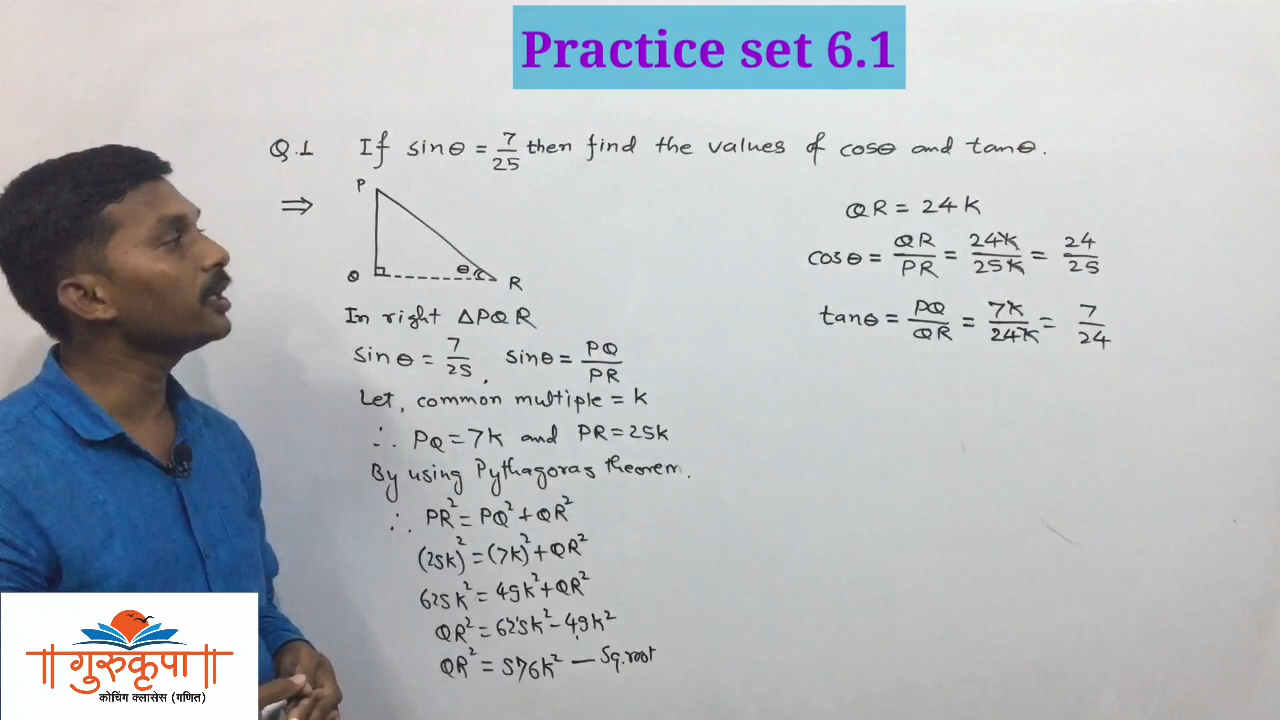 Practice set 6.1
Q.1 If sinθ = 7/25 then find the values of cosθ and tanθ.
⇒
P
Q
θ
R
In right ΔPQR
sinθ = 7/25, sinθ = PQ/PR
Let, common multiple = k
∴ PQ = 7k and PR = 25k
By using Pythagoras theorem.
∴ PR² = PQ² + QR²
(25k)² = (7k)² + QR²
625k² = 49k² + QR²
QR² = 625k² - 49k²
QR² = 576k² — Sq.root
QR = 24k
cosθ = QR/PR = 24k/25k = 24/25
tanθ = PQ/QR = 7k/24k = 7/24
||गुरुकृपा||
कोचिंग क्लासेस (गणित)